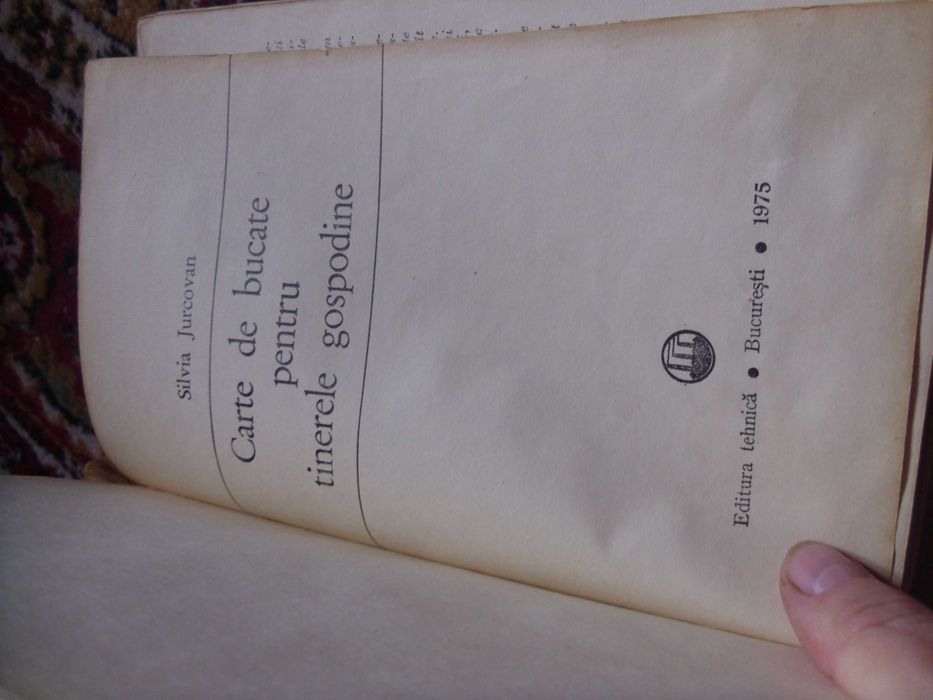 Silvia Jurcovan
Carte de bucate
pentru
tinerele gospodine
Editura tehnică • București • 1975